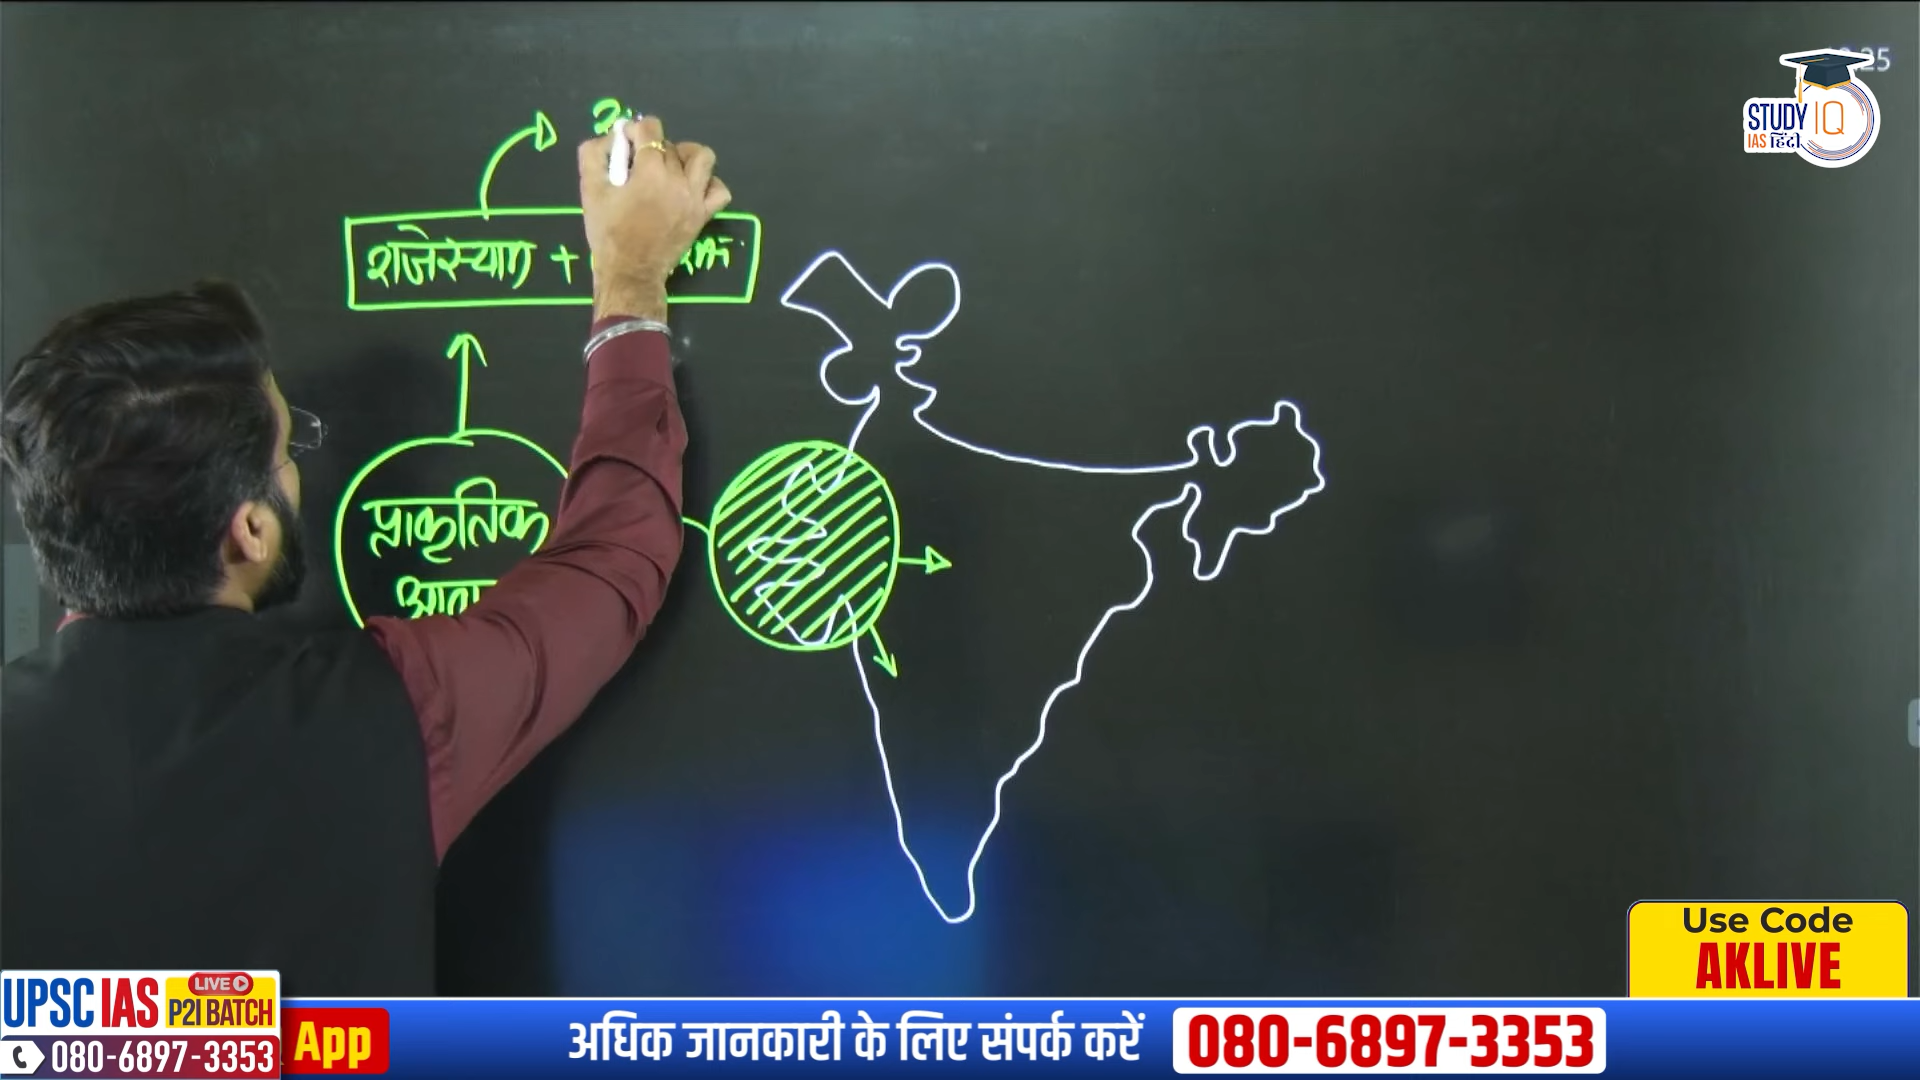 25
STUDY IQ
IAS हिंदी
राजेस्थान +
प्राकृतिक
Use Code
AKLIVE
UPSC IAS LIVE P2I BATCH
080-6897-3353
App
अधिक जानकारी के लिए संपर्क करें 080-6897-3353